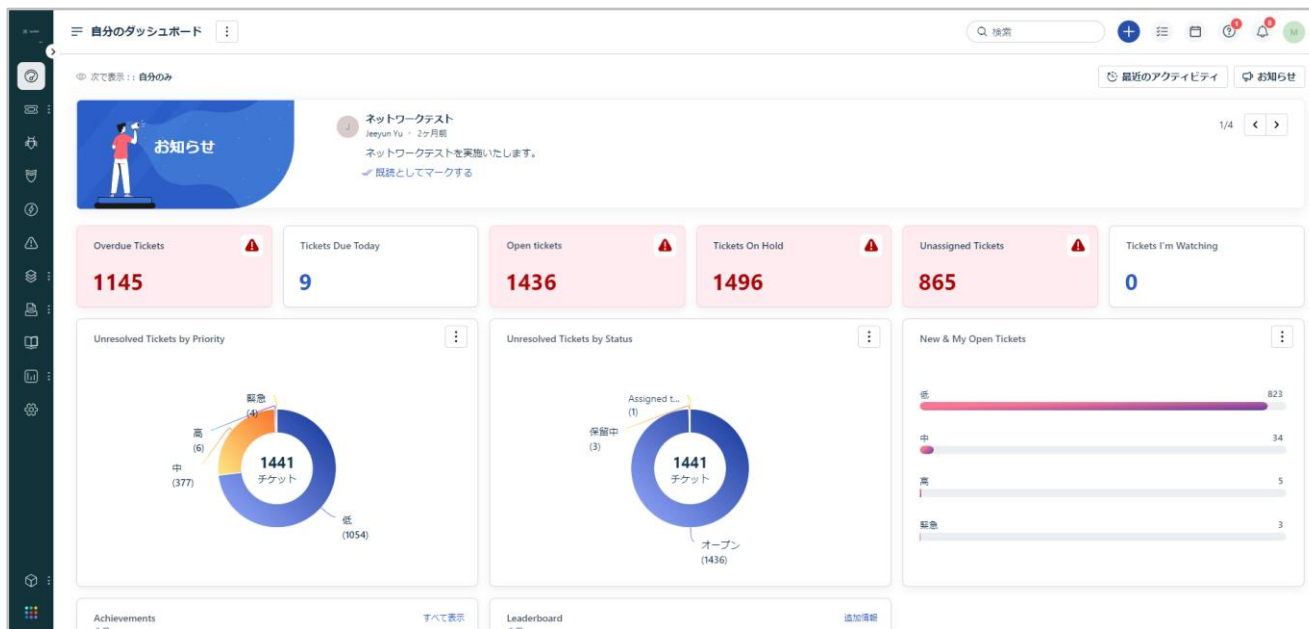 自分のダッシュボード
検索
1
8
M
次で表示 : : 自分のみ
最近のアクティビティ
お知らせ
お知らせ
J
ネットワークテスト
Jeeyun Yu ・ 2ヶ月前
ネットワークテストを実施いたします。
既読としてマークする
1/4
Overdue Tickets
1145
Tickets Due Today
9
Open tickets
1436
Tickets On Hold
1496
Unassigned Tickets
865
Tickets I'm Watching
0
Unresolved Tickets by Priority
緊急
(4)
高
(6)
中
(377)
1441
チケット
低
(1054)
Unresolved Tickets by Status
Assigned t...
(1)
保留中
(3)
1441
チケット
オープン
(1436)
New & My Open Tickets
低
823
中
34
高
5
緊急
3
Achievements
すべて表示
Leaderboard
追加情報